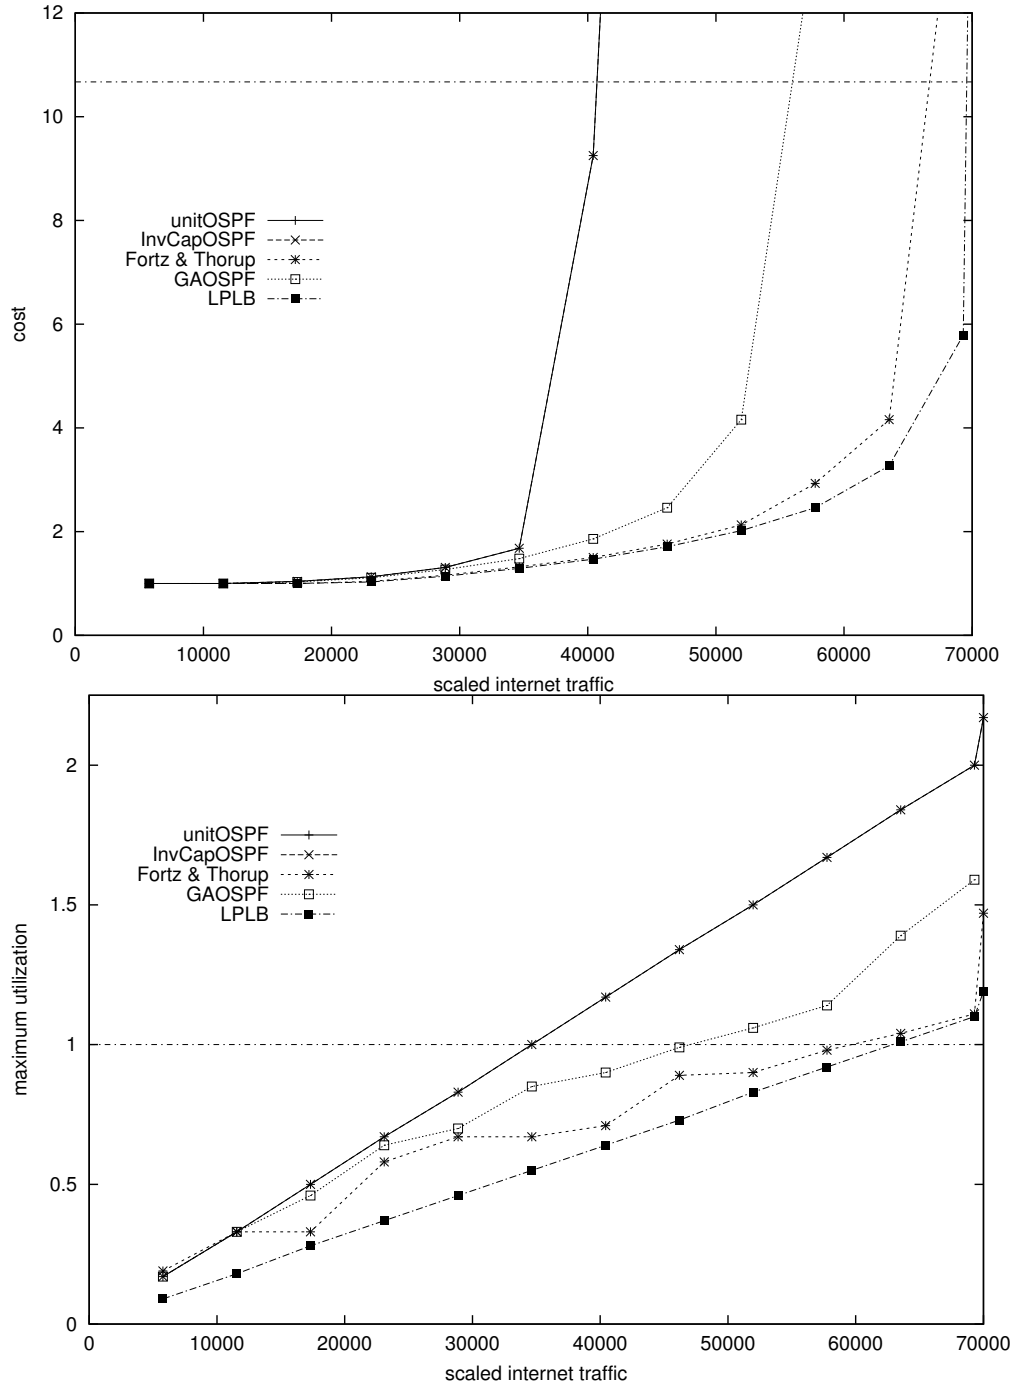 12
10
8
6
4
2
0
cost
unitOSPF
InvCapOSPF
Fortz & Thorup
GAOSPF
LPLB
0 10000 20000 30000 40000 50000 60000 70000
scaled internet traffic
2
1.5
1
0.5
0
maximum utilization
unitOSPF
InvCapOSPF
Fortz & Thorup
GAOSPF
LPLB
0 10000 20000 30000 40000 50000 60000 70000
scaled internet traffic